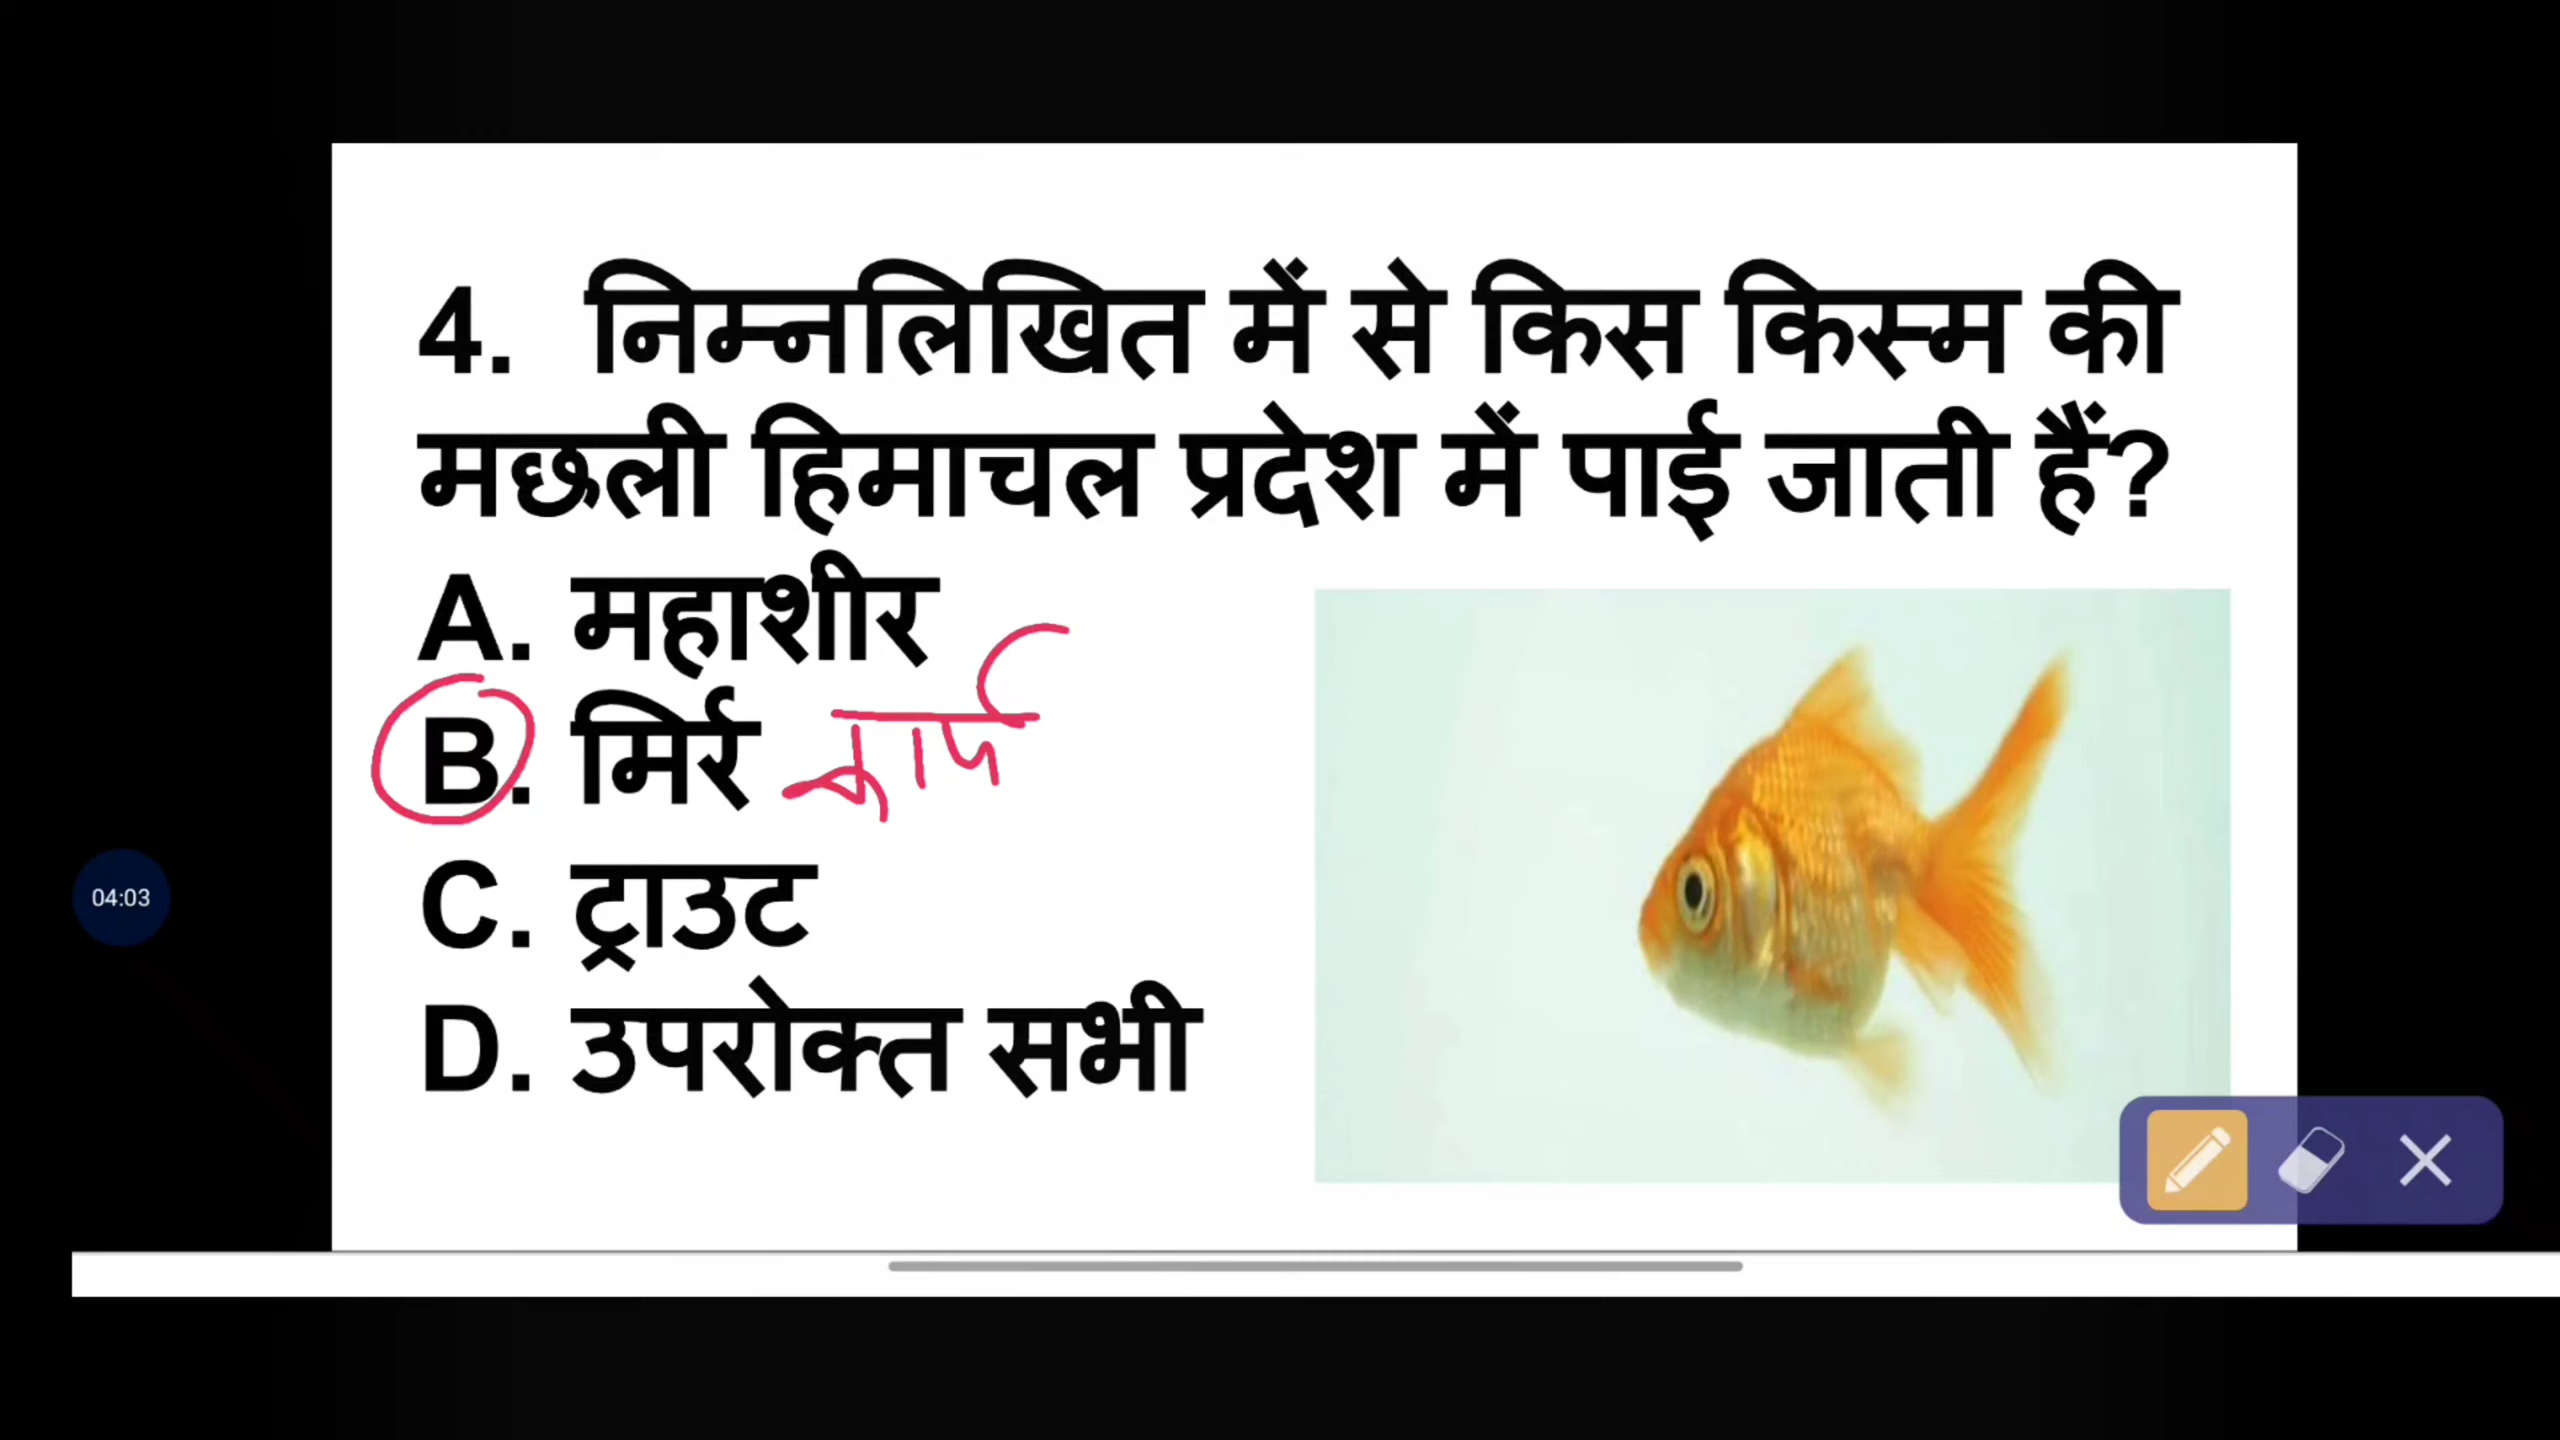 4. निम्नलिखित में से किस किस्म की
मछली हिमाचल प्रदेश में पाई जाती हैं?
A. महाशीर
B. मिर्र कार्प
C. ट्राउट
D. उपरोक्त सभी
04:03